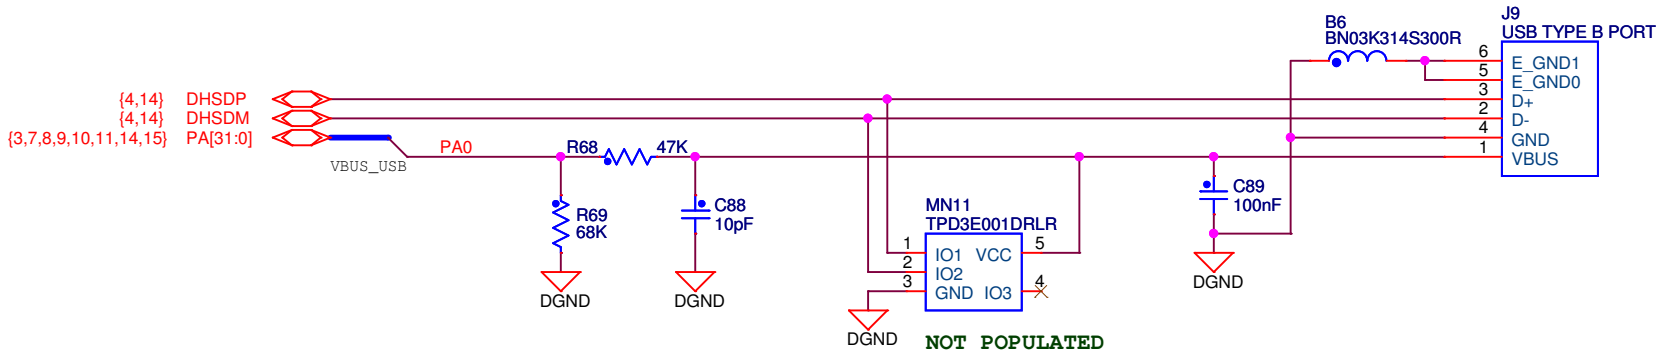 J9
USB TYPE B PORT
B6
BN03K314S300R
6
E_GND1
5
E_GND0
{4,14} DHSDP
3
D+
{4,14} DHSDM
2
D-
{3,7,8,9,10,11,14,15} PA[31:0]
4
GND
PA0
R68
47K
1
VBUS
VBUS_USB
C89
100nF
R69
68K
C88
10pF
MN11
TPD3E001DRLR
1
IO1
VCC
5
2
IO2
3
GND
IO3
4
DGND
DGND
DGND
DGND
NOT POPULATED